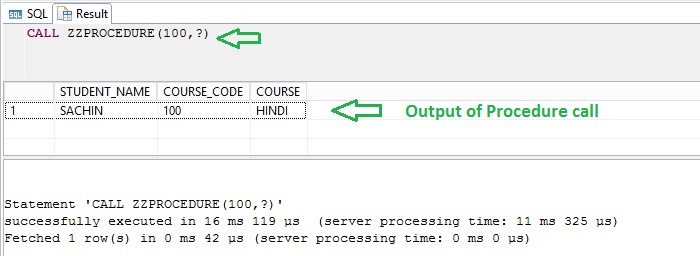 SQL Result
CALL ZZPROCEDURE(100,?)
STUDENT_NAME COURSE_CODE COURSE
1 SACHIN 100 HINDI
Output of Procedure call
Statement 'CALL ZZPROCEDURE(100,?)'
successfully executed in 16 ms 119 µs (server processing time: 11 ms 325 µs)
Fetched 1 row(s) in 0 ms 42 µs (server processing time: 0 ms 0 µs)